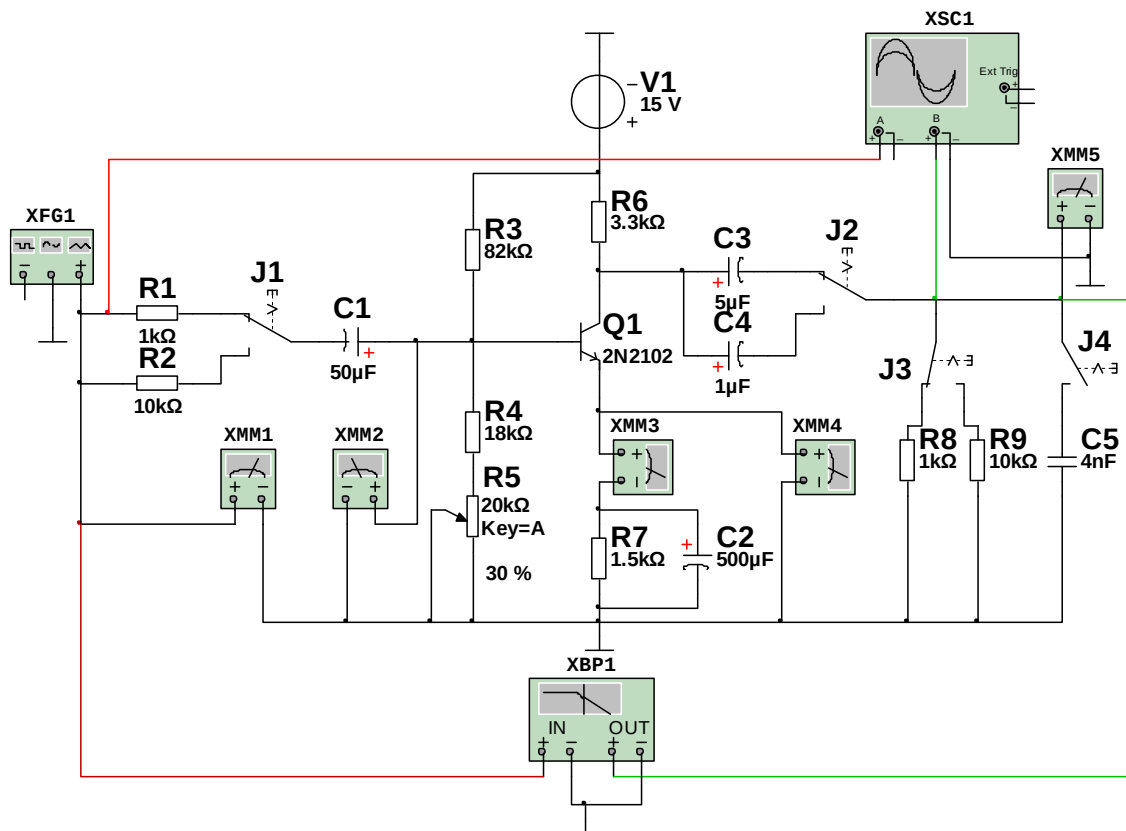 XSC1
Ext Trig
+
−
A
B
+
−
+
−
V1
15 V
−
+
XMM5
+
−
XFG1
−
+
R6
3.3kΩ
R3
82kΩ
C3
+
5µF
J2
R1
1kΩ
J1
C1
+
50µF
Q1
2N2102
C4
+
1µF
R2
10kΩ
J3
J4
R4
18kΩ
XMM1
+
−
XMM2
−
+
XMM3
+
−
XMM4
+
−
R8
1kΩ
R9
10kΩ
C5
4nF
R5
20kΩ
Key=A
30 %
R7
1.5kΩ
+
C2
500µF
XBP1
IN
OUT
+
−
+
−